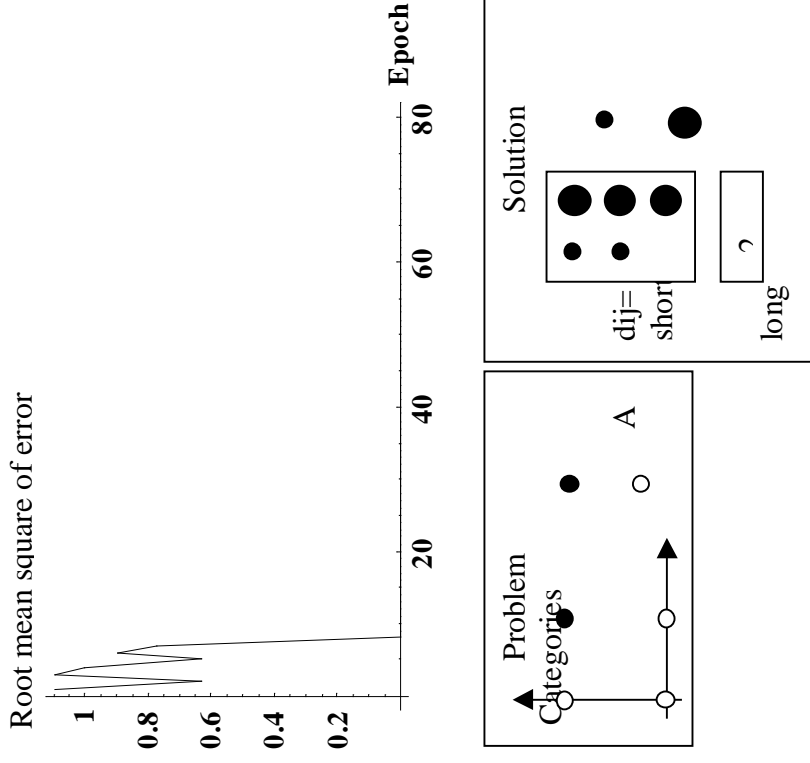 Root mean square of error
1
0.8
0.6
0.4
0.2
20 40 60 80 Epoch
Problem
Categories
A
Solution
dij=
short
long